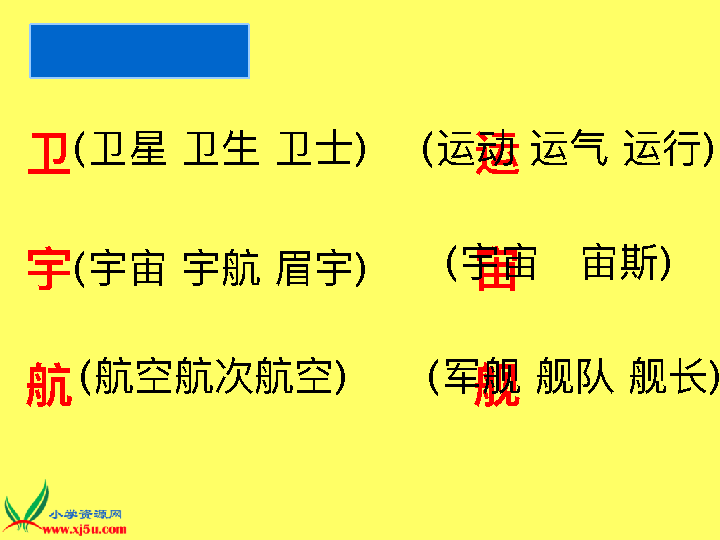 卫(卫星 卫生 卫士) 运(运动 运气 运行)
宇(宇宙 宇航 眉宇) 宙(宇宙 宙斯)
航(航空航次航空) 舰(军舰 舰队 舰长)
小学资源网
www.xj5u.com